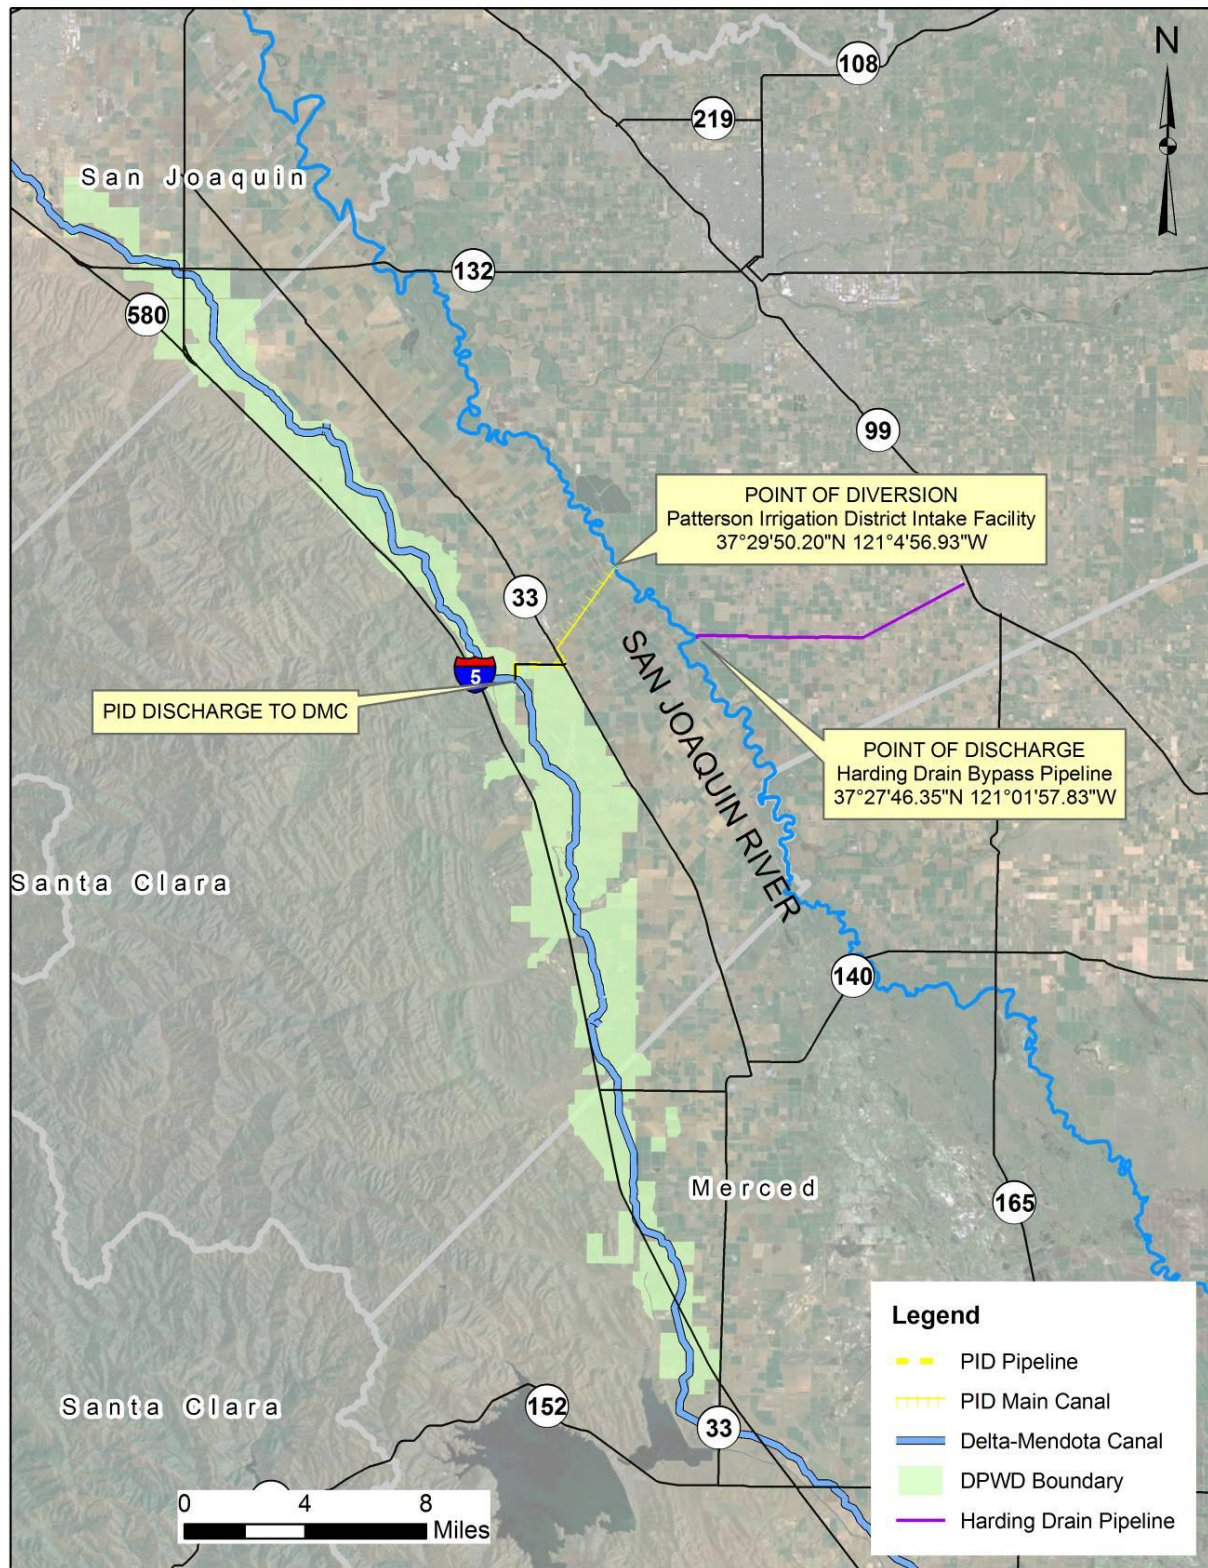 N
108
219
San Joaquin
132
580
99
POINT OF DIVERSION
Patterson Irrigation District Intake Facility
37°29'50.20"N 121°4'56.93"W
33
5
PID DISCHARGE TO DMC
SAN JOAQUIN RIVER
POINT OF DISCHARGE
Harding Drain Bypass Pipeline
37°27'46.35"N 121°01'57.83"W
Santa Clara
140
Merced
165
Santa Clara
152
33
Legend
PID Pipeline
PID Main Canal
Delta-Mendota Canal
DPWD Boundary
Harding Drain Pipeline
0 4 8
Miles